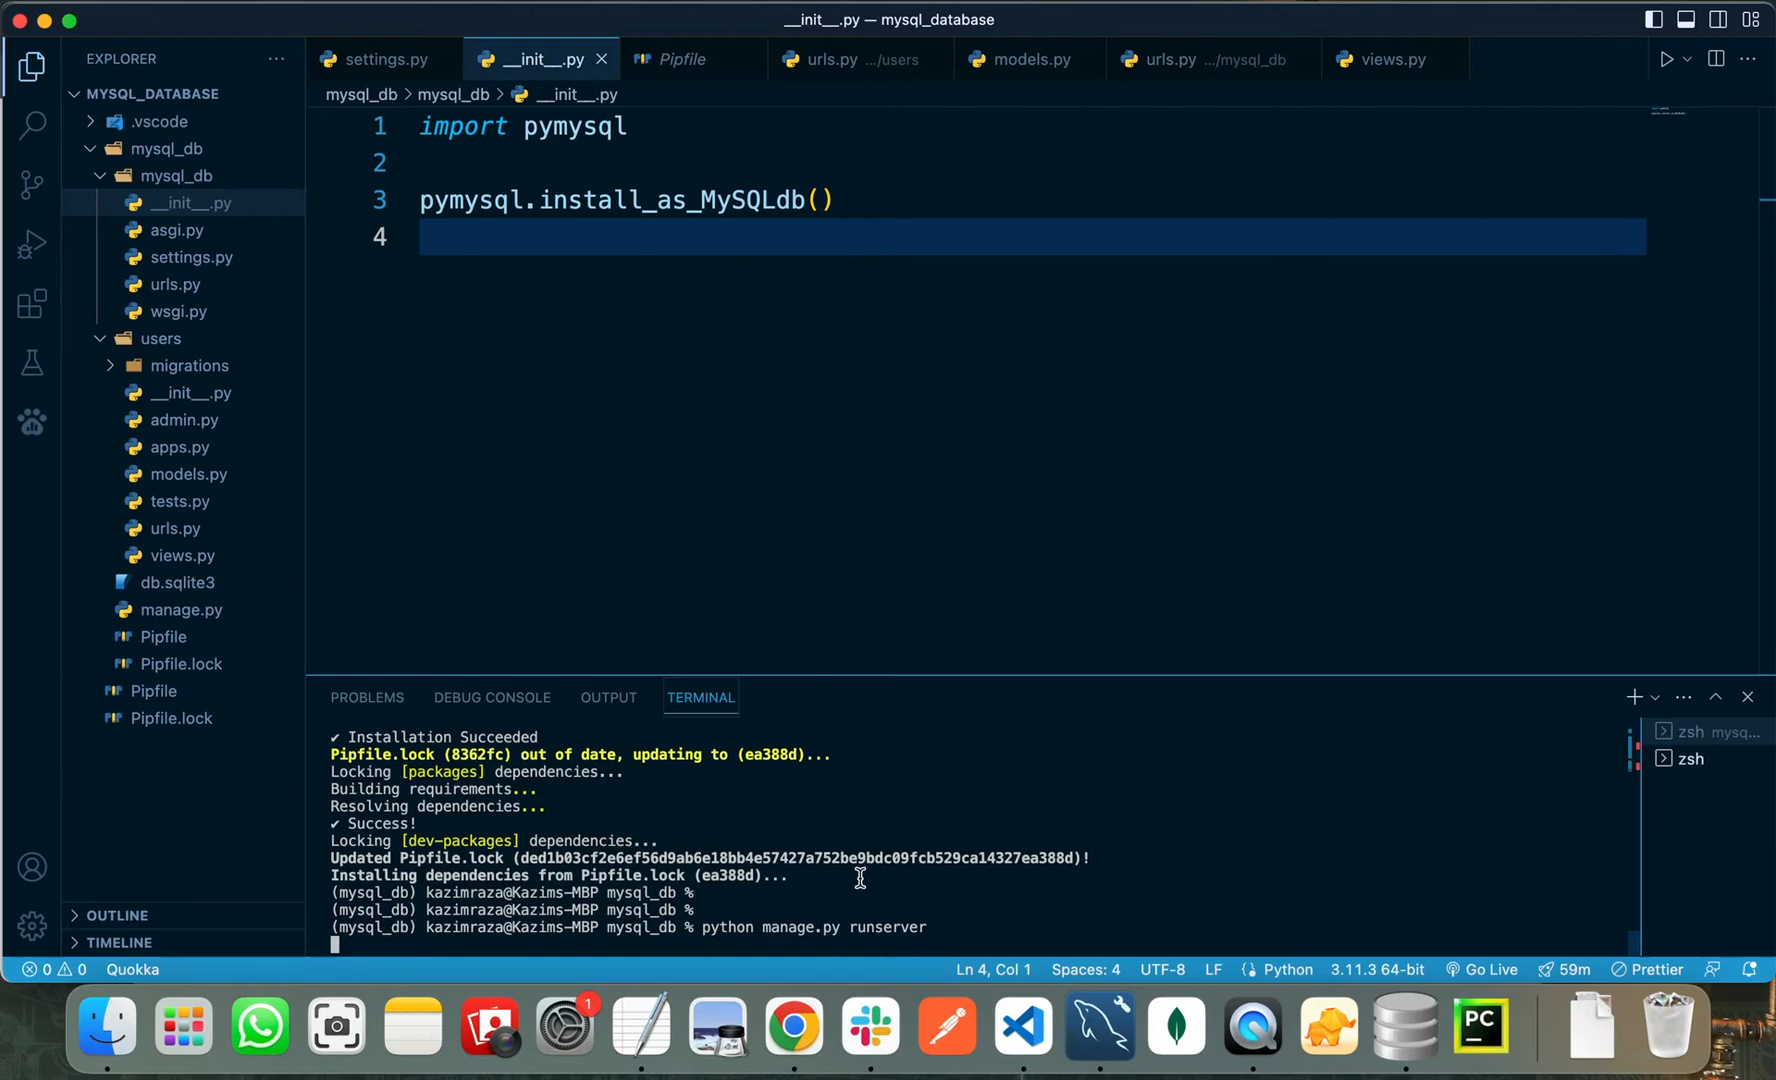 __init__.py — mysql_database
EXPLORER
settings.py
__init__.py
Pipfile
urls.py .../users
models.py
urls.py .../mysql_db
views.py
MYSQL_DATABASE
.vscode
mysql_db
mysql_db
__init__.py
asgi.py
settings.py
urls.py
wsgi.py
users
migrations
__init__.py
admin.py
apps.py
models.py
tests.py
urls.py
views.py
db.sqlite3
manage.py
Pipfile
Pipfile.lock
Pipfile
Pipfile.lock
OUTLINE
TIMELINE
mysql_db > mysql_db > __init__.py
1 import pymysql
2
3 pymysql.install_as_MySQLdb()
4
PROBLEMS DEBUG CONSOLE OUTPUT TERMINAL
✔ Installation Succeeded
Pipfile.lock (8362fc) out of date, updating to (ea388d)...
Locking [packages] dependencies...
Building requirements...
Resolving dependencies...
✔ Success!
Locking [dev-packages] dependencies...
Updated Pipfile.lock (ded1b03cf2e6ef56d9ab6e18bb4e57427a752be9bdc09fcb529ca14327ea388d)!
Installing dependencies from Pipfile.lock (ea388d)...
(mysql_db) kazimraza@Kazims-MBP mysql_db %
(mysql_db) kazimraza@Kazims-MBP mysql_db %
(mysql_db) kazimraza@Kazims-MBP mysql_db % python manage.py runserver
zsh mysq...
zsh
0 0 Quokka Ln 4, Col 1 Spaces: 4 UTF-8 LF Python 3.11.3 64-bit Go Live 59m Prettier
1
PC